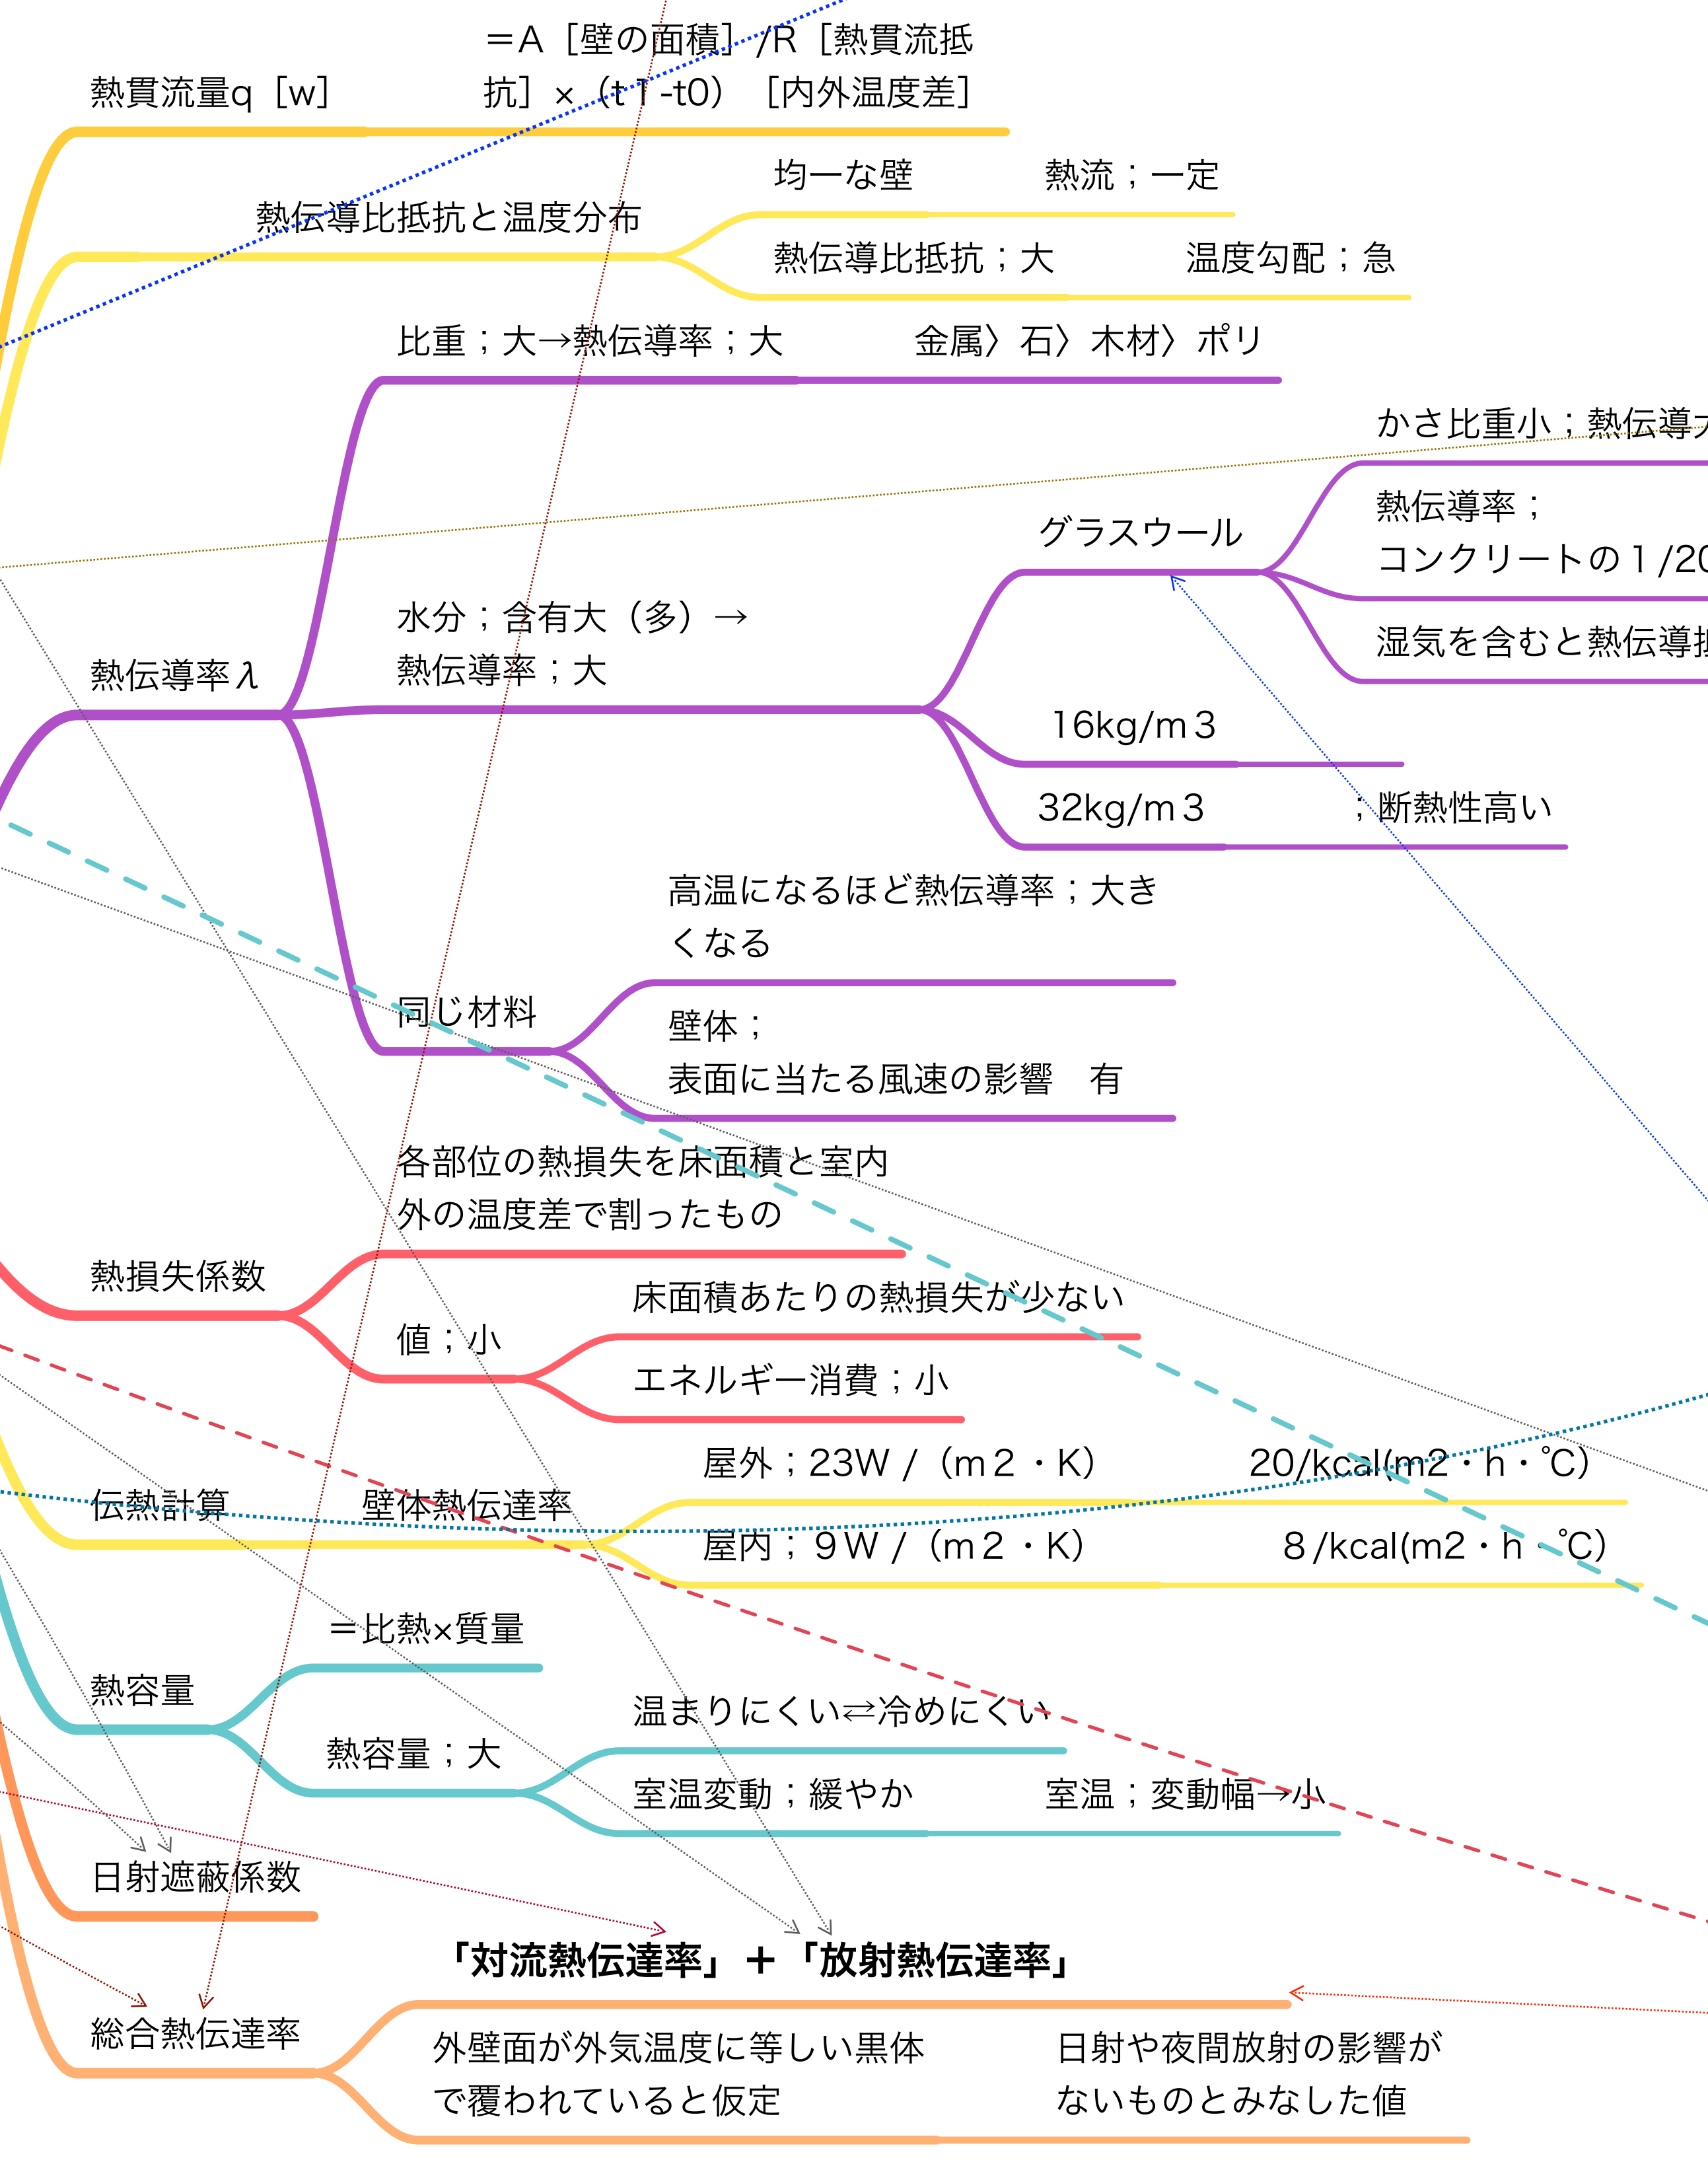 ＝A［壁の面積］/R［熱貫流抵
抗］×（t１-t0）［内外温度差］
熱貫流量q［w］
均一な壁
熱流；一定
熱伝導比抵抗と温度分布
熱伝導比抵抗；大
温度勾配；急
比重；大→熱伝導率；大
金属〉石〉木材〉ポリ
かさ比重小；熱伝導
グラスウール
熱伝導率；
コンクリートの１/20
水分；含有大（多）→
熱伝導率；大
湿気を含むと熱伝導
熱伝導率λ
16kg/m３
32kg/m３
；断熱性高い
高温になるほど熱伝導率；大き
くなる
同じ材料
壁体；
表面に当たる風速の影響　有
各部位の熱損失を床面積と室内
外の温度差で割ったもの
熱損失係数
床面積あたりの熱損失が少ない
値；小
エネルギー消費；小
屋外；23W /（m２・K）
20/kcal(m2・h・℃）
伝熱計算
壁体熱伝達率
屋内；９W /（m２・K）
８/kcal(m2・h・℃）
＝比熱×質量
熱容量
温まりにくい⇄冷めにくい
熱容量；大
室温変動；緩やか
室温；変動幅→小
日射遮蔽係数
「対流熱伝達率」＋「放射熱伝達率」
総合熱伝達率
外壁面が外気温度に等しい黒体
で覆われていると仮定
日射や夜間放射の影響が
ないものとみなした値